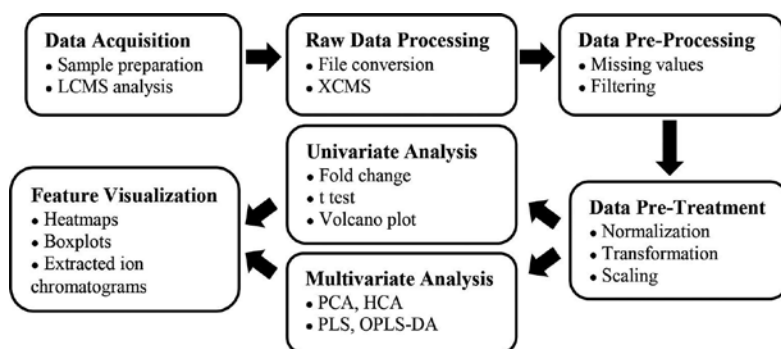 Data Acquisition
• Sample preparation
• LCMS analysis
Raw Data Processing
• File conversion
• XCMS
Data Pre-Processing
• Missing values
• Filtering
Data Pre-Treatment
• Normalization
• Transformation
• Scaling
Univariate Analysis
• Fold change
• t test
• Volcano plot
Multivariate Analysis
• PCA, HCA
• PLS, OPLS-DA
Feature Visualization
• Heatmaps
• Boxplots
• Extracted ion
chromatograms